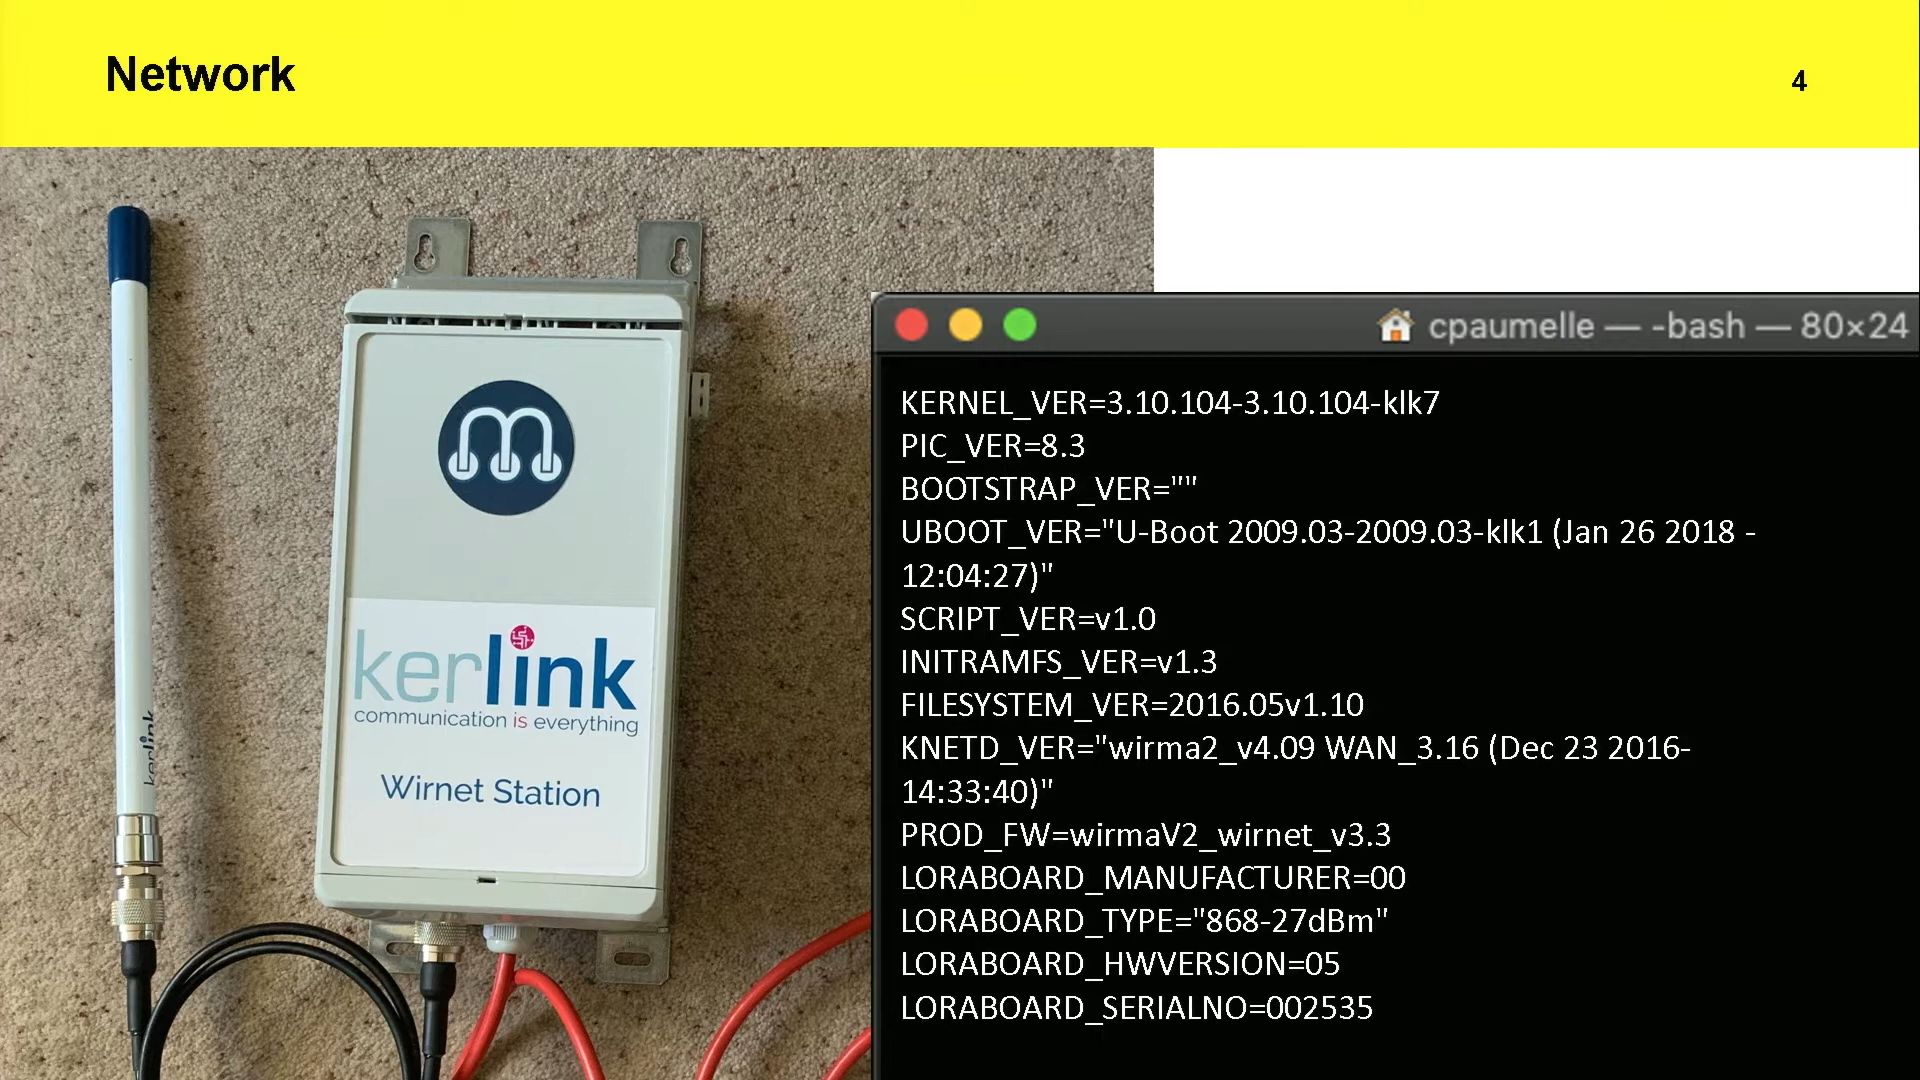 Network
4
kerlink
kerlink
communication is everything
Wirnet Station
cpaumelle — -bash — 80×24
KERNEL_VER=3.10.104-3.10.104-klk7
PIC_VER=8.3
BOOTSTRAP_VER=""
UBOOT_VER="U-Boot 2009.03-2009.03-klk1 (Jan 26 2018 -
12:04:27)"
SCRIPT_VER=v1.0
INITRAMFS_VER=v1.3
FILESYSTEM_VER=2016.05v1.10
KNETD_VER="wirma2_v4.09 WAN_3.16 (Dec 23 2016-
14:33:40)"
PROD_FW=wirmaV2_wirnet_v3.3
LORABOARD_MANUFACTURER=00
LORABOARD_TYPE="868-27dBm"
LORABOARD_HWVERSION=05
LORABOARD_SERIALNO=002535